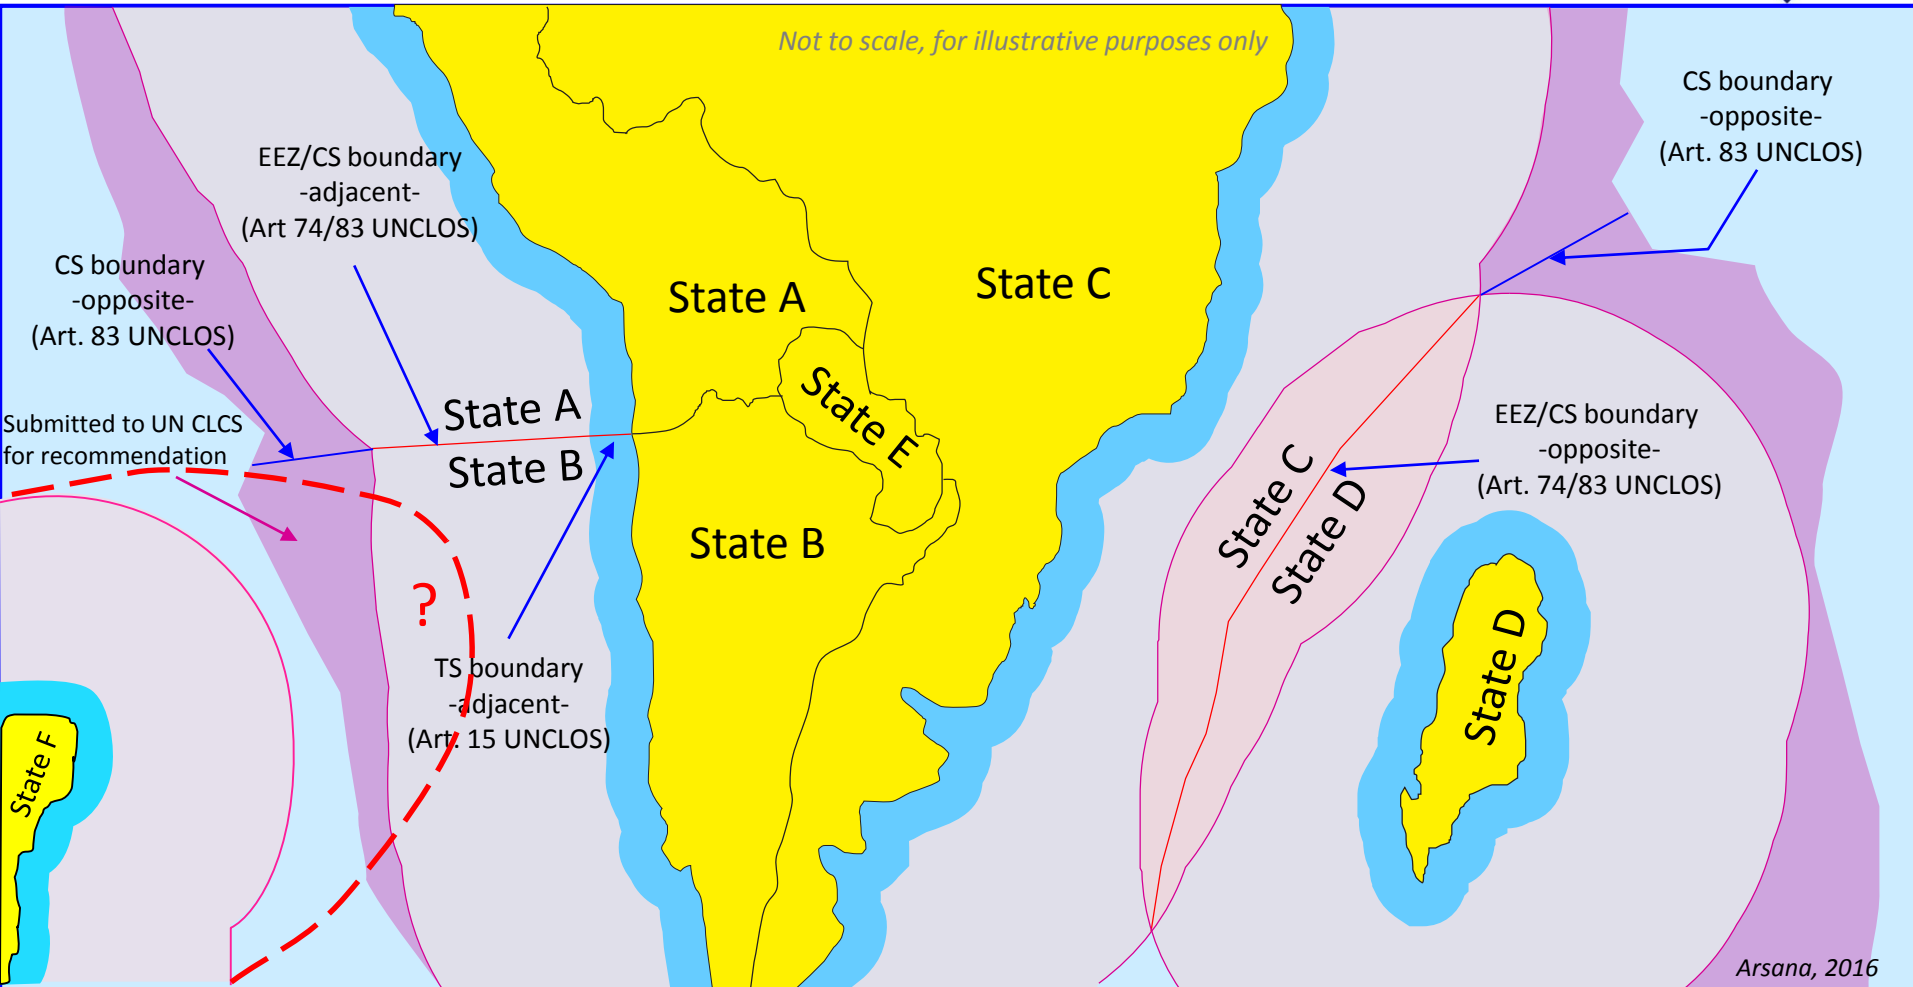 Not to scale, for illustrative purposes only
CS boundary
-opposite-
(Art. 83 UNCLOS)
EEZ/CS boundary
-adjacent-
(Art 74/83 UNCLOS)
CS boundary
-opposite-
(Art. 83 UNCLOS)
State A
State C
State A
State B
State E
Submitted to UN CLCS
for recommendation
EEZ/CS boundary
-opposite-
(Art. 74/83 UNCLOS)
State C
State D
State B
?
TS boundary
-adjacent-
(Art. 15 UNCLOS)
State D
State F
Arsana, 2016